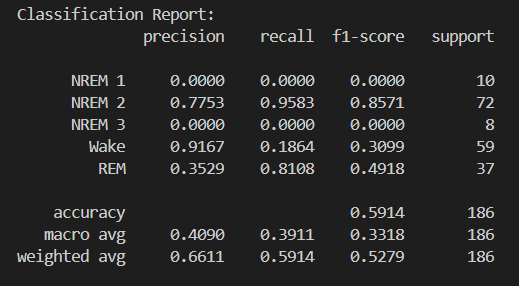 Classification Report:
precision recall f1-score support
NREM 1 0.0000 0.0000 0.0000 10
NREM 2 0.7753 0.9583 0.8571 72
NREM 3 0.0000 0.0000 0.0000 8
Wake 0.9167 0.1864 0.3099 59
REM 0.3529 0.8108 0.4918 37
accuracy 0.5914 186
macro avg 0.4090 0.3911 0.3318 186
weighted avg 0.6611 0.5914 0.5279 186